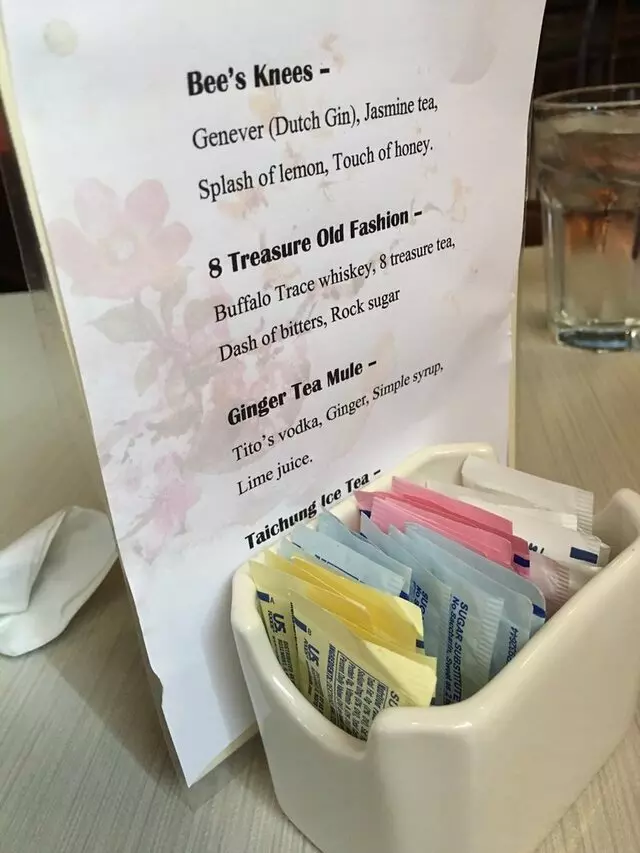 Bee's Knees –
Genever (Dutch Gin), Jasmine tea,
Splash of lemon, Touch of honey.
8 Treasure Old Fashion –
Buffalo Trace whiskey, 8 treasure tea,
Dash of bitters, Rock sugar
Ginger Tea Mule –
Tito's vodka, Ginger, Simple syrup,
Lime juice.
Taichung Ice Tea –
SUGAR SUBSTITUTE
No Saccharin